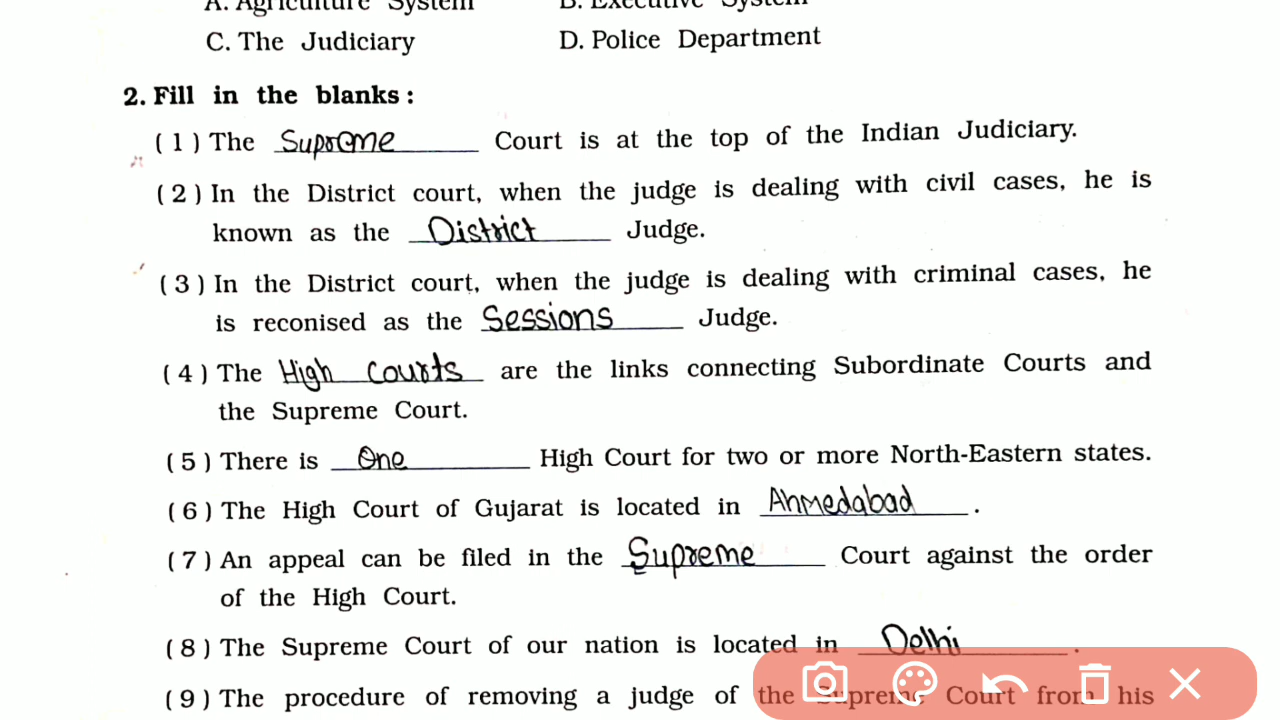 A. Agriculture System B. Executive System
C. The Judiciary D. Police Department
2. Fill in the blanks :
( 1 ) The Supreme Court is at the top of the Indian Judiciary.
( 2 ) In the District court, when the judge is dealing with civil cases, he is
known as the District Judge.
( 3 ) In the District court, when the judge is dealing with criminal cases, he
is reconised as the Sessions Judge.
( 4 ) The High Courts are the links connecting Subordinate Courts and
the Supreme Court.
( 5 ) There is One High Court for two or more North-Eastern states.
( 6 ) The High Court of Gujarat is located in Ahmedabad .
( 7 ) An appeal can be filed in the Supreme Court against the order
of the High Court.
( 8 ) The Supreme Court of our nation is located in Delhi .
( 9 ) The procedure of removing a judge of the Supreme Court from his